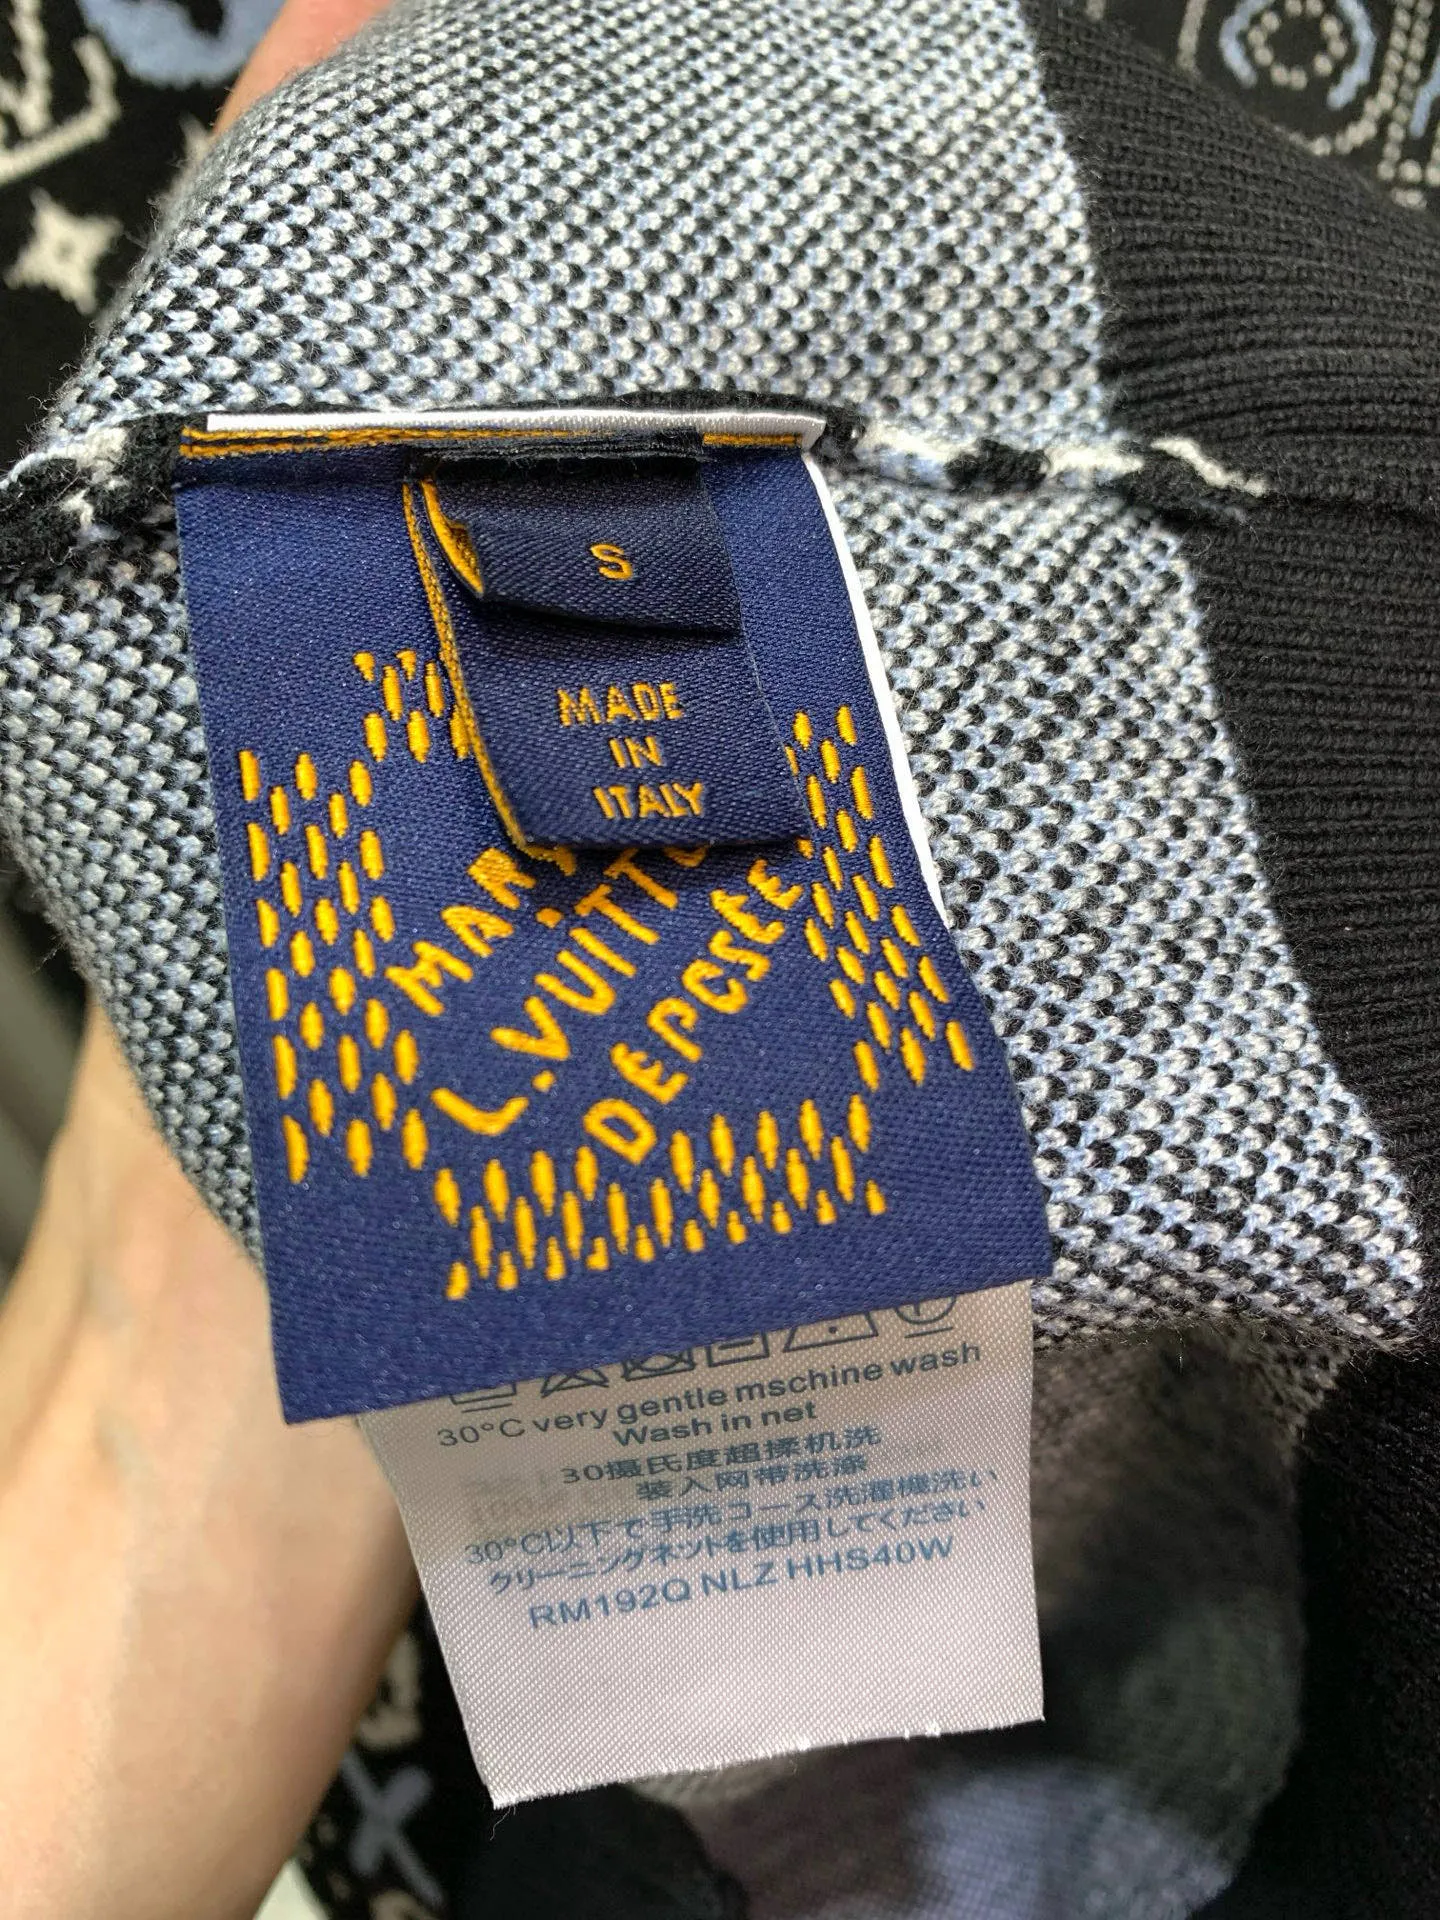 S
MADE
IN
ITALY
L.VUITTO
DEPCStE
30°C very gentle mschine wash
Wash in net
30摄氏度超揉机洗
装入网带洗涤
30°C以下で手洗コース洗濯機洗い
クリーニングネットを使用してください
RM192Q NLZ HHS40W